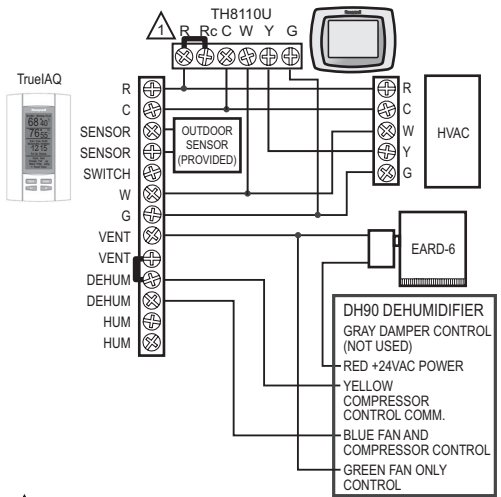 TH8110U
1
R Rc C W Y G
TrueIAQ
R
C
SENSOR
SENSOR
SWITCH
W
G
VENT
VENT
DEHUM
DEHUM
HUM
HUM
OUTDOOR
SENSOR
(PROVIDED)
R
C
W
Y
G
HVAC
EARD-6
DH90 DEHUMIDIFIER
GRAY DAMPER CONTROL
(NOT USED)
RED +24VAC POWER
YELLOW
COMPRESSOR
CONTROL COMM.
BLUE FAN AND
COMPRESSOR CONTROL
GREEN FAN ONLY
CONTROL